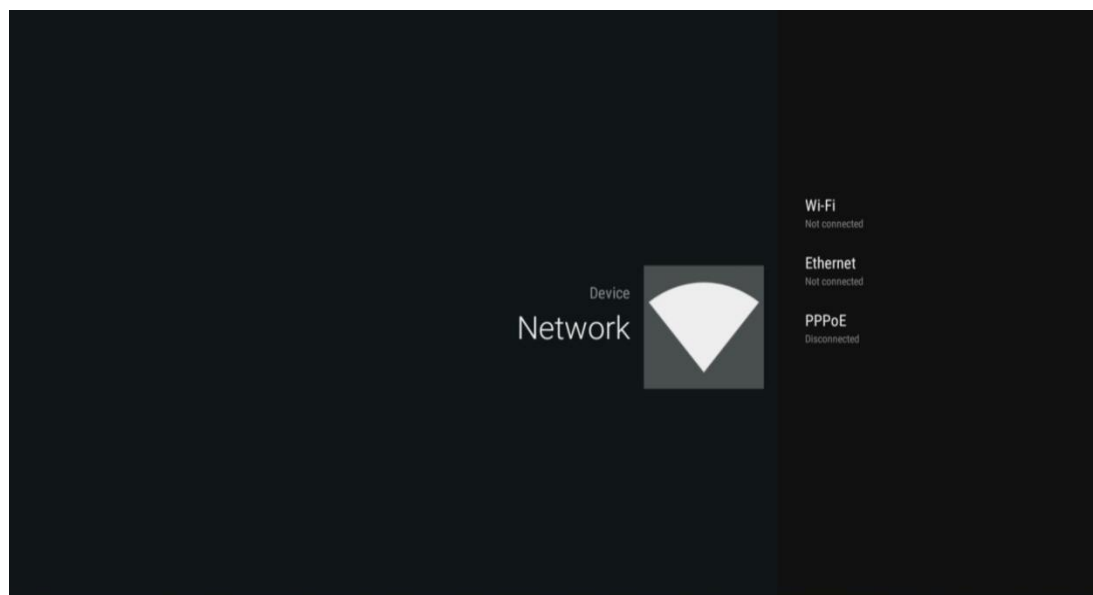 Device
Network
Wi-Fi
Not connected
Ethernet
Not connected
PPPoE
Disconnected